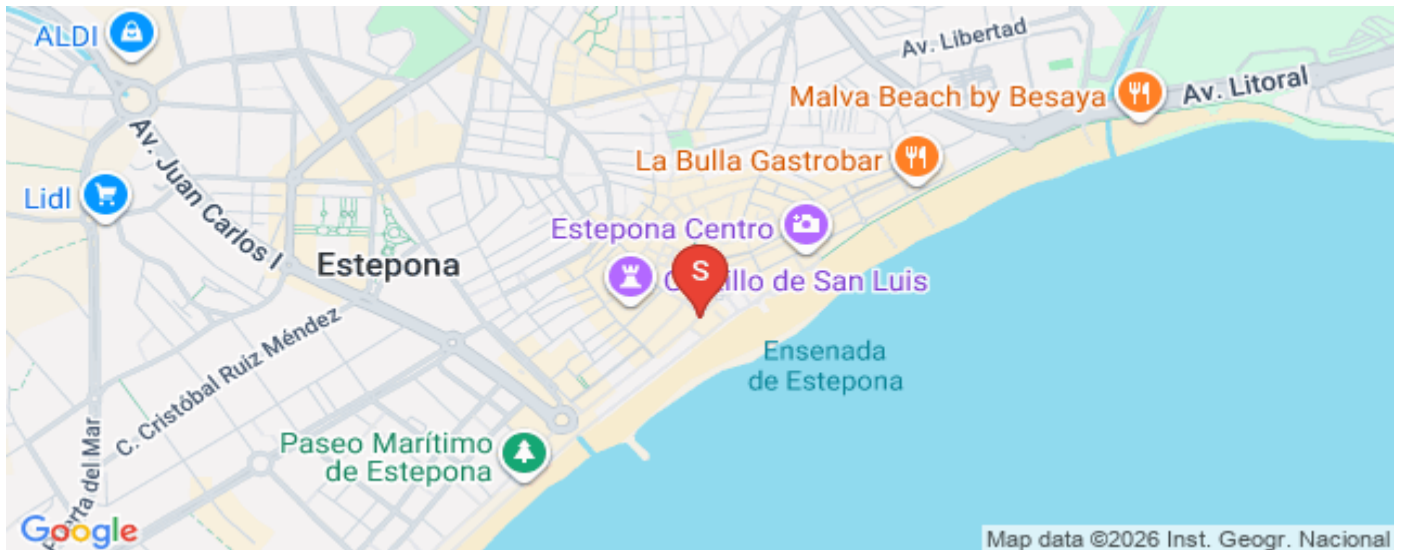 ALDI
Av. Libertad
Malva Beach by Besaya
Av. Litoral
Av. Juan Carlos I
La Bulla Gastrobar
Lidl
Estepona Centro
Estepona
S
illo de San Luis
C. Cristóbal Ruiz Méndez
Ensenada
de Estepona
Paseo Marítimo
de Estepona
erta del Mar
Google
Map data ©2026 Inst. Geogr. Nacional